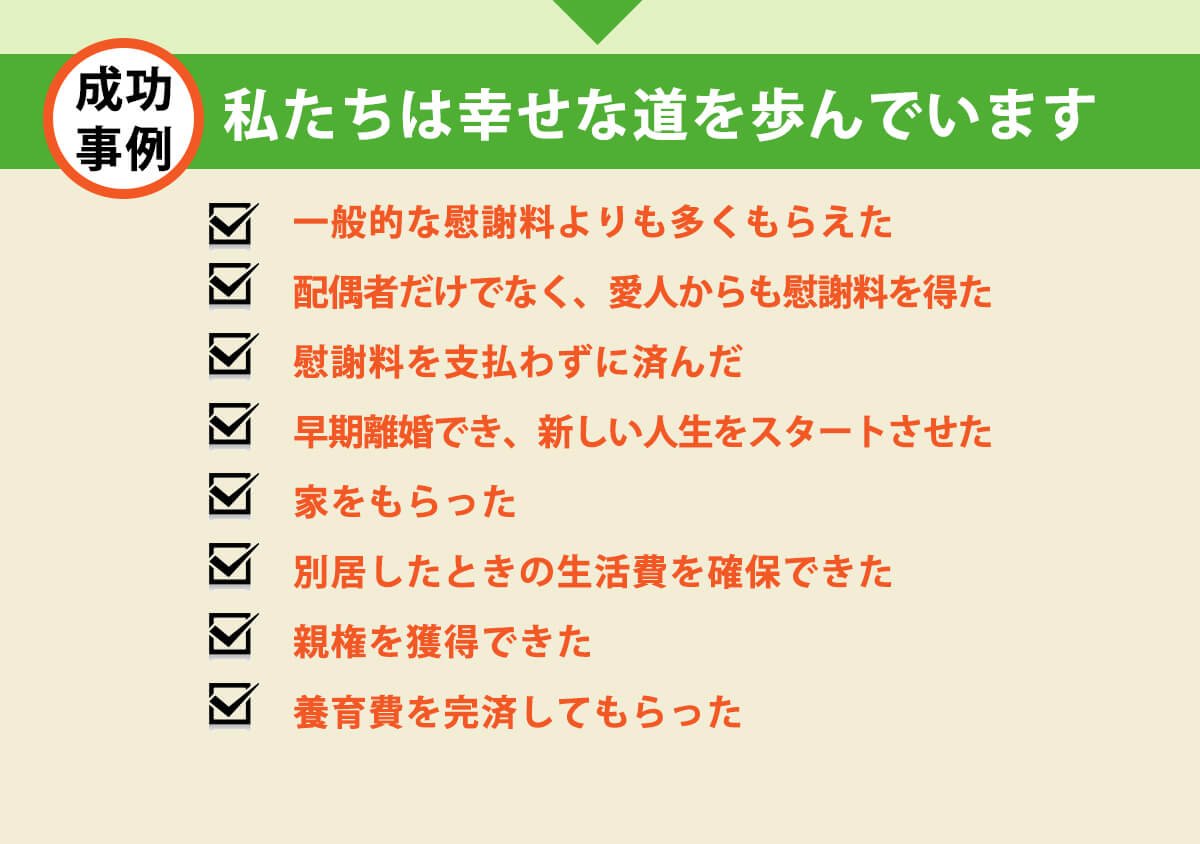 成功
事例
私たちは幸せな道を歩んでいます
一般的な慰謝料よりも多くもらえた
配偶者だけでなく、愛人からも慰謝料を得た
慰謝料を支払わずに済んだ
早期離婚でき、新しい人生をスタートさせた
家をもらった
別居したときの生活費を確保できた
親権を獲得できた
養育費を完済してもらった